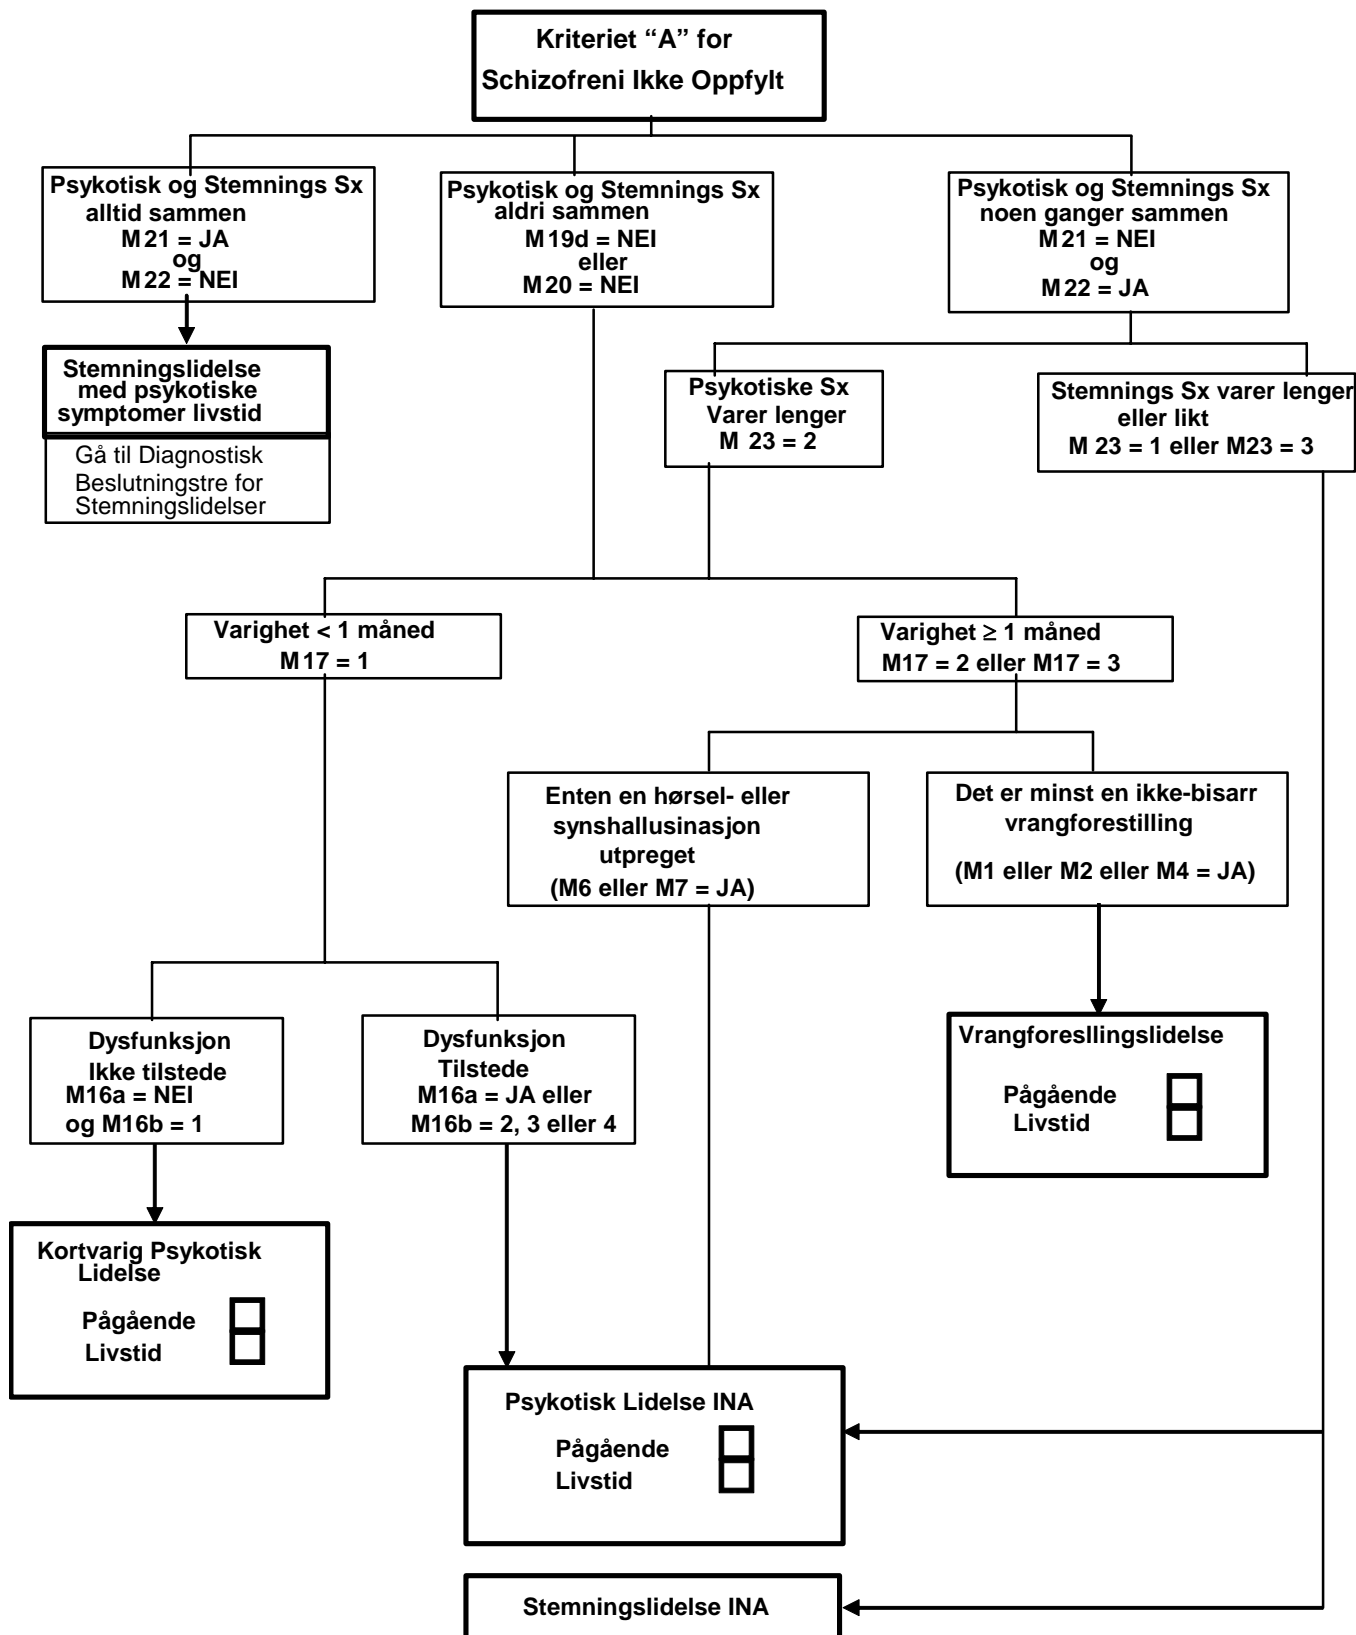 Kriteriet “A” for
Schizofreni Ikke Oppfylt
Psykotisk og Stemnings Sx
alltid sammen
M21 = JA
og
M22 = NEI
Psykotisk og Stemnings Sx
aldri sammen
M19d = NEI
eller
M20 = NEI
Psykotisk og Stemnings Sx
noen ganger sammen
M21 = NEI
og
M22 = JA
Stemningslidelse
med psykotiske
symptomer livstid
Gå til Diagnostisk
Beslutningstre for
Stemningslidelser
Psykotiske Sx
Varer lenger
M 23 = 2
Stemnings Sx varer lenger
eller likt
M 23 = 1 eller M23 = 3
Varighet < 1 måned
M17 = 1
Varighet ≥ 1 måned
M17 = 2 eller M17 = 3
Enten en hørsel- eller
synshallusinasjon
utpreget
(M6 eller M7 = JA)
Det er minst en ikke-bisarr
vrangforestilling
(M1 eller M2 eller M4 = JA)
Dysfunksjon
Ikke tilstede
M16a = NEI
og M16b = 1
Dysfunksjon
Tilstede
M16a = JA eller
M16b = 2, 3 eller 4
Vrangforesllingslidelse
Pågående
Livstid
Kortvarig Psykotisk
Lidelse
Pågående
Livstid
Psykotisk Lidelse INA
Pågående
Livstid
Stemningslidelse INA